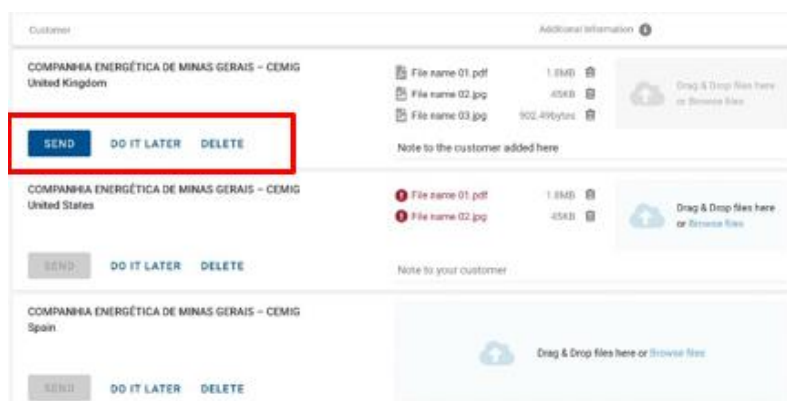 Customer
Additional Information
COMPANHIA ENERGÉTICA DE MINAS GERAIS – CEMIG
United Kingdom
File name 01.pdf 1.8MB
File name 02.jpg 45KB
File name 03.jpg 902.49bytes
Drag & Drop files here
or Browse files
SEND DO IT LATER DELETE
Note to the customer added here
COMPANHIA ENERGÉTICA DE MINAS GERAIS – CEMIG
United States
File name 01.pdf 1.8MB
File name 02.jpg 45KB
Drag & Drop files here
or Browse files
SEND DO IT LATER DELETE
Note to your customer
COMPANHIA ENERGÉTICA DE MINAS GERAIS – CEMIG
Spain
Drag & Drop files here or Browse files
SEND DO IT LATER DELETE